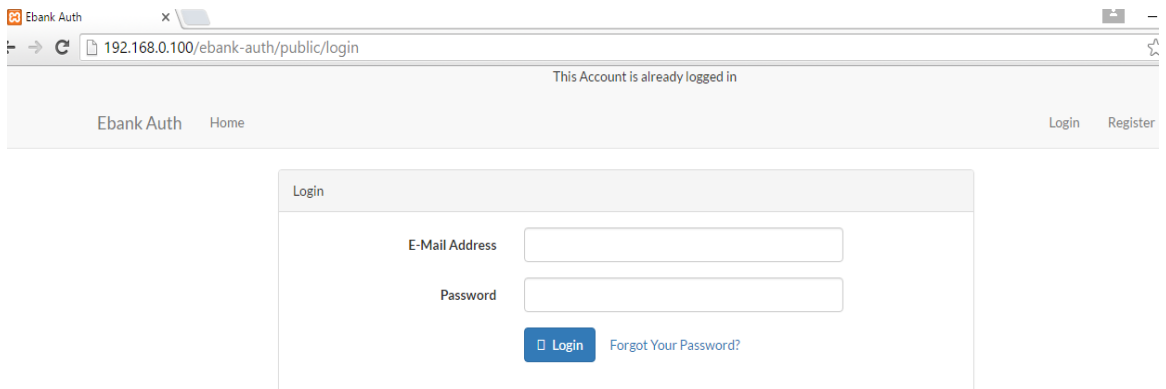 Ebank Auth
192.168.0.100/ebank-auth/public/login
This Account is already logged in
Ebank Auth Home Login Register
Login
E-Mail Address
Password
Login Forgot Your Password?